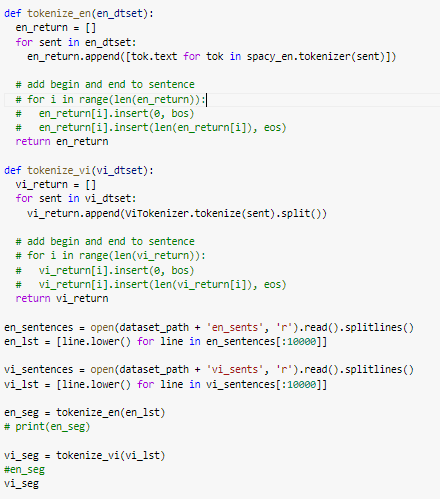 def tokenize_en(en_dtset):
  en_return = []
  for sent in en_dtset:
    en_return.append([tok.text for tok in spacy_en.tokenizer(sent)])

  # add begin and end to sentence
  # for i in range(len(en_return)):
  #   en_return[i].insert(0, bos)
  #   en_return[i].insert(len(en_return[i]), eos)
  return en_return

def tokenize_vi(vi_dtset):
  vi_return = []
  for sent in vi_dtset:
    vi_return.append(ViTokenizer.tokenize(sent).split())

  # add begin and end to sentence
  # for i in range(len(vi_return)):
  #   vi_return[i].insert(0, bos)
  #   vi_return[i].insert(len(vi_return[i]), eos)
  return vi_return

en_sentences = open(dataset_path + 'en_sents', 'r').read().splitlines()
en_lst = [line.lower() for line in en_sentences[:10000]]

vi_sentences = open(dataset_path + 'vi_sents', 'r').read().splitlines()
vi_lst = [line.lower() for line in vi_sentences[:10000]]

en_seg = tokenize_en(en_lst)
# print(en_seg)

vi_seg = tokenize_vi(vi_lst)
#en_seg
vi_seg